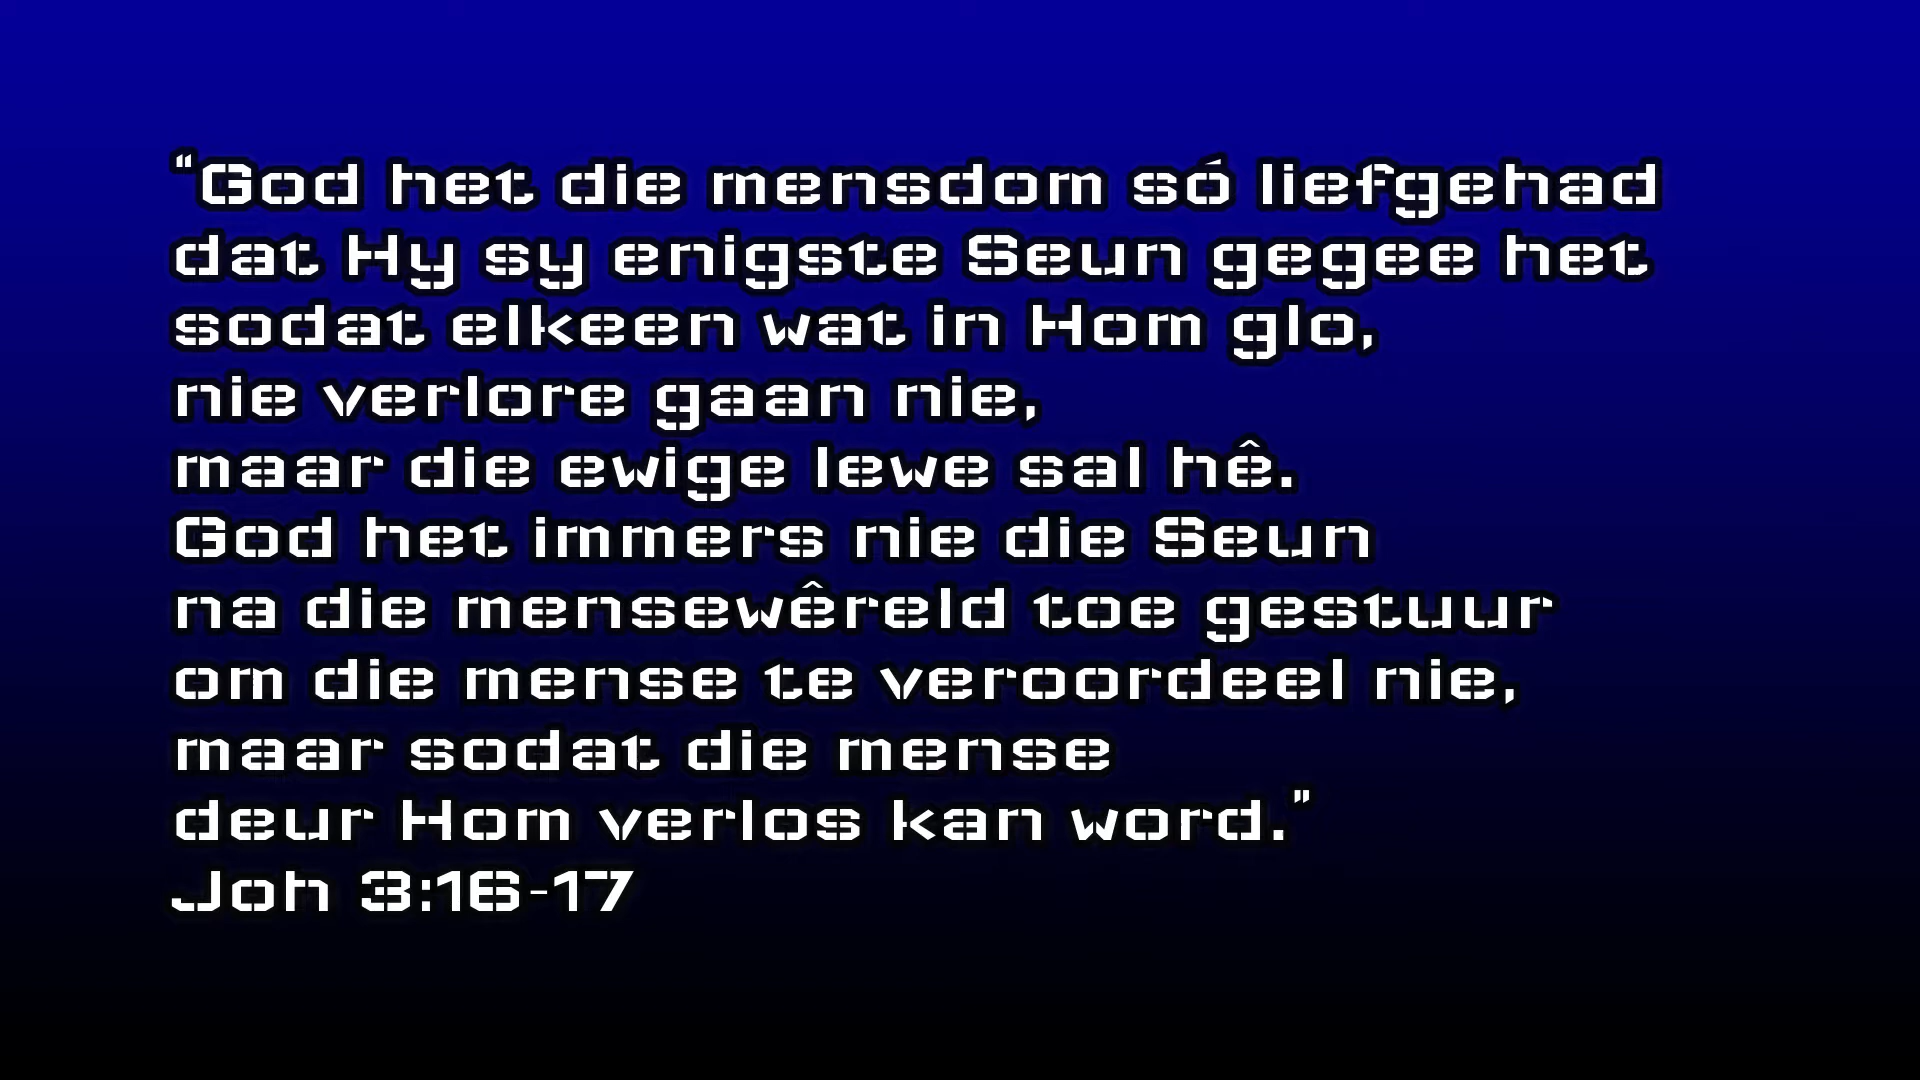 "God het die mensdom só liefgehad
dat Hy sy enigste Seun gegee het
sodat elkeen wat in Hom glo,
nie verlore gaan nie,
maar die ewige lewe sal hê.
God het immers nie die Seun
na die mensewêreld toe gestuur
om die mense te veroordeel nie,
maar sodat die mense
deur Hom verlos kan word."
Joh 3:16-17